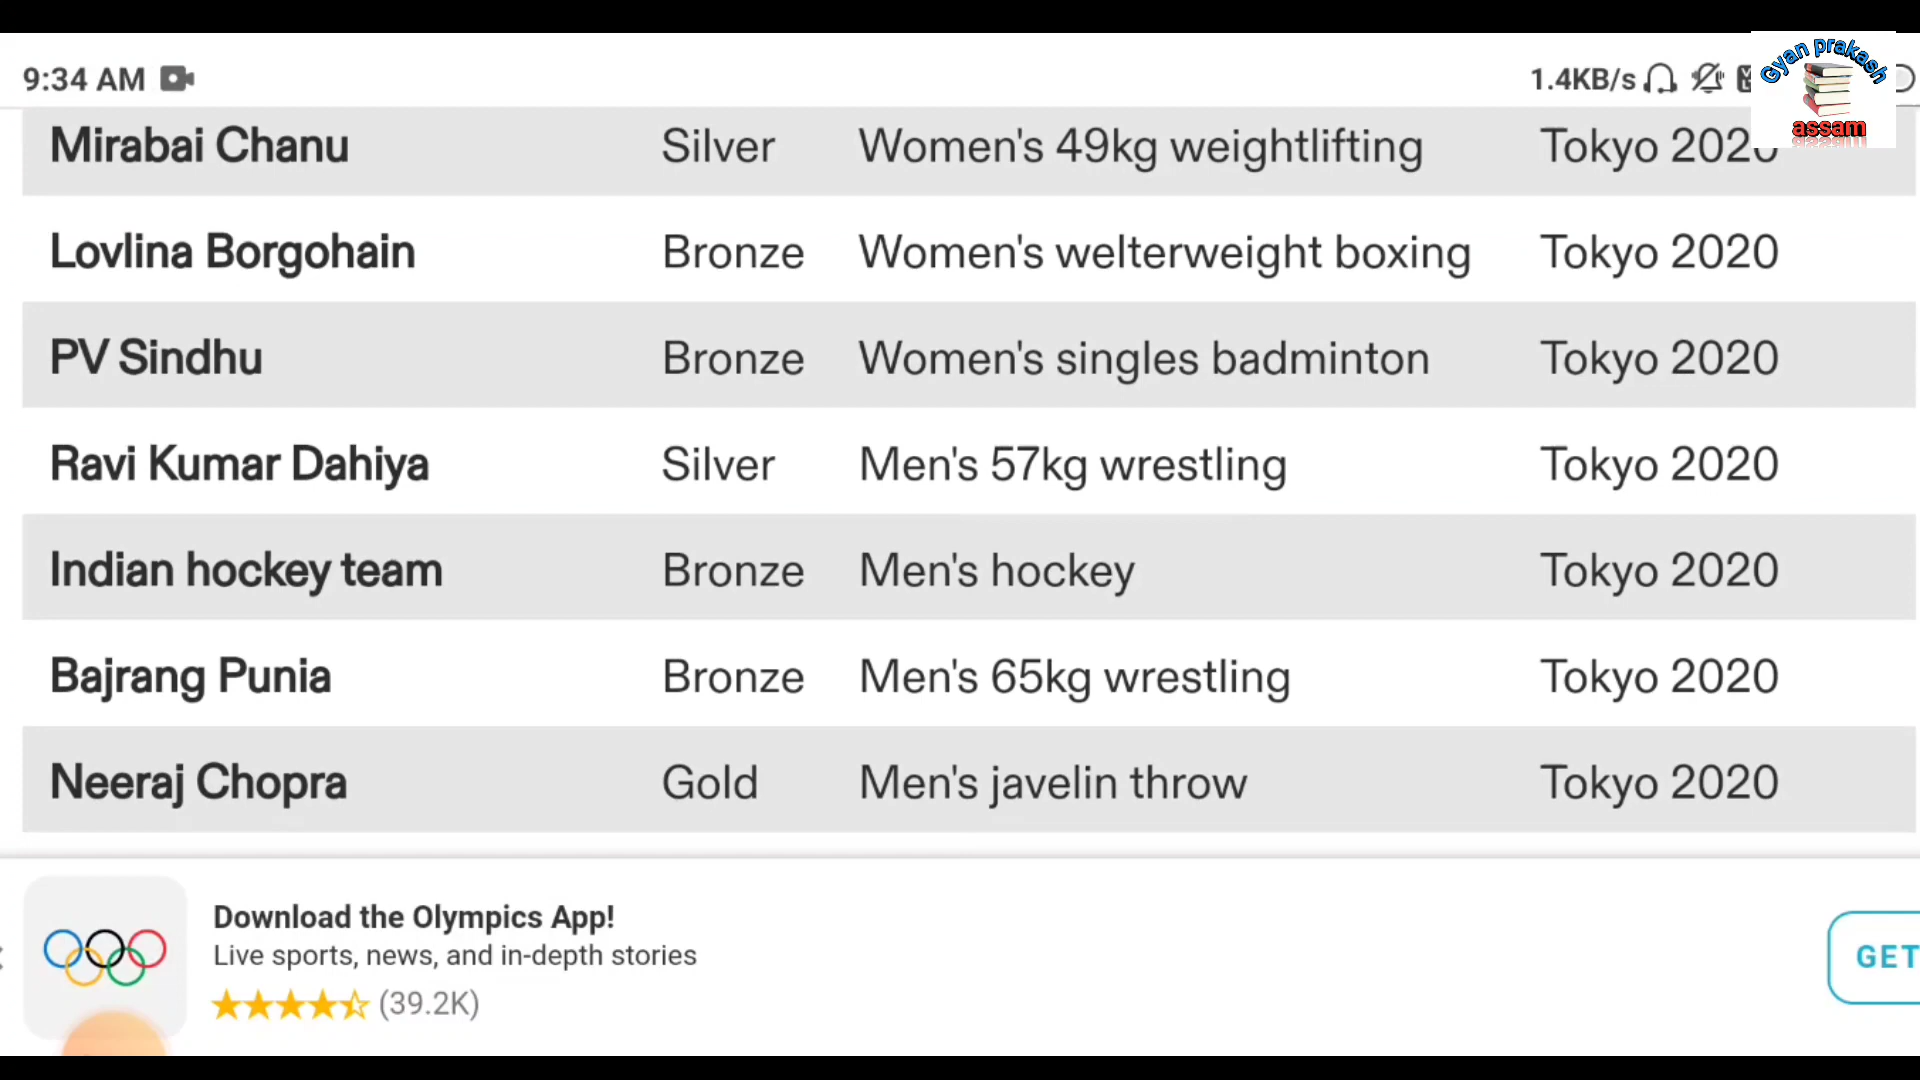 9:34 AM 1.4KB/s
Gyan prakash
assam
Mirabai Chanu Silver Women's 49kg weightlifting Tokyo 2020
Lovlina Borgohain Bronze Women's welterweight boxing Tokyo 2020
PV Sindhu Bronze Women's singles badminton Tokyo 2020
Ravi Kumar Dahiya Silver Men's 57kg wrestling Tokyo 2020
Indian hockey team Bronze Men's hockey Tokyo 2020
Bajrang Punia Bronze Men's 65kg wrestling Tokyo 2020
Neeraj Chopra Gold Men's javelin throw Tokyo 2020
Download the Olympics App!
Live sports, news, and in-depth stories
(39.2K)
GET